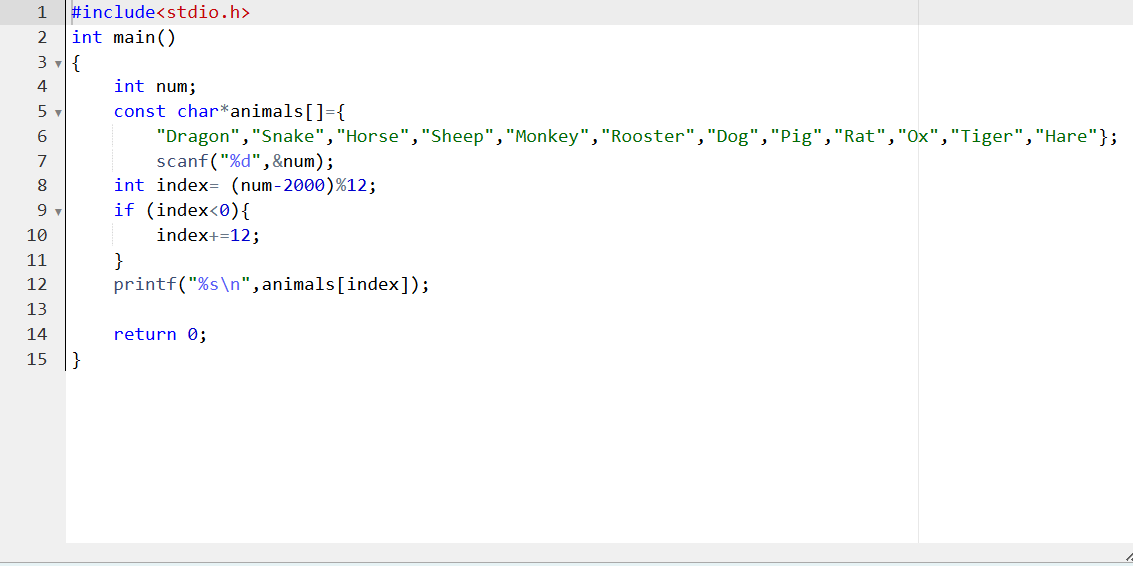 1 #include<stdio.h>
2 int main()
3 {
4     int num;
5     const char*animals[]={
6         "Dragon","Snake","Horse","Sheep","Monkey","Rooster","Dog","Pig","Rat","Ox","Tiger","Hare"};
7         scanf("%d",&num);
8     int index= (num-2000)%12;
9     if (index<0){
10         index+=12;
11     }
12     printf("%s\n",animals[index]);
13
14     return 0;
15 }